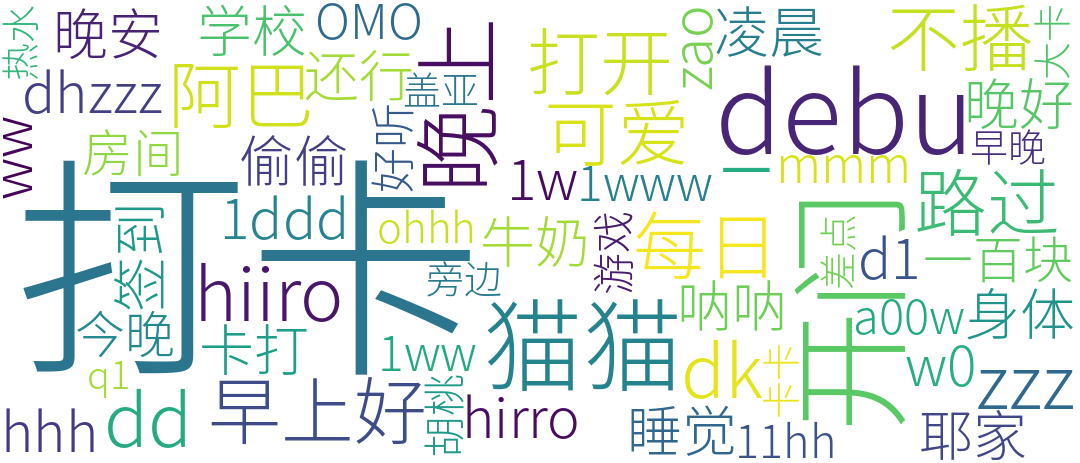 热水
晚安
学校
OMO
上
晚
zao
凌晨
不播
大卡
dhzzz
阿巴
还行
盖亚
打开
debu
晚好
早晚
ww
房间
偷偷
好听
可爱
一
mmm
路过
打卡
1w
1www
签到
1ddd
ohhh
牛奶
游戏
每日
开门
差点
d1
一百块
hiiro
旁边
猫猫
呐呐
a00w
身体
今晚
卡打
1ww
dk
卡卡
w0
zzz
q1
hhh
dd
早上好
胡桃
hirro
睡觉
11hh
耶家